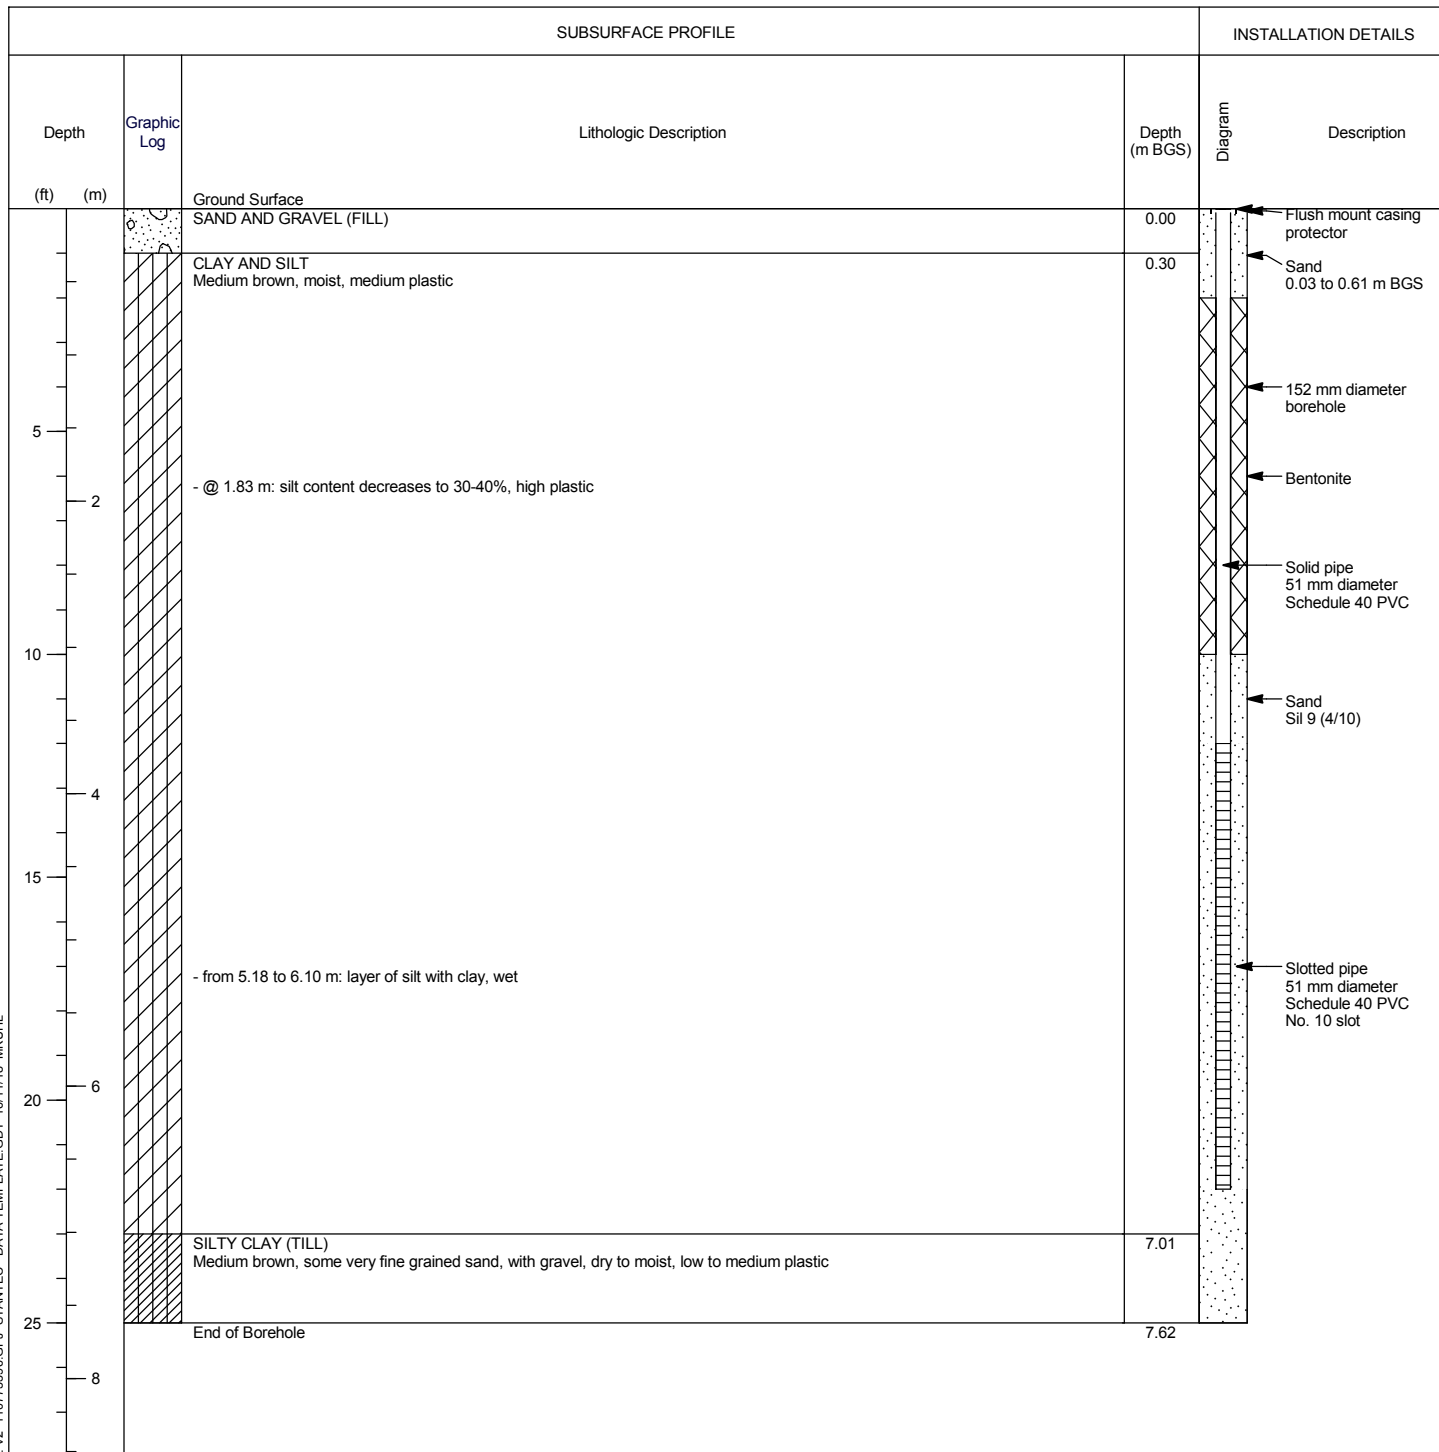 SUBSURFACE PROFILE
INSTALLATION DETAILS
Depth
Graphic
Log
Lithologic Description
Depth
(m BGS)
Diagram
Description
(ft) (m)
Ground Surface
SAND AND GRAVEL (FILL)
0.00
Flush mount casing
protector
CLAY AND SILT
0.30
Medium brown, moist, medium plastic
Sand
0.03 to 0.61 m BGS
152 mm diameter
borehole
5
- @ 1.83 m: silt content decreases to 30-40%, high plastic
Bentonite
2
Solid pipe
51 mm diameter
Schedule 40 PVC
10
Sand
Sil 9 (4/10)
4
15
- from 5.18 to 6.10 m: layer of silt with clay, wet
Slotted pipe
51 mm diameter
Schedule 40 PVC
No. 10 slot
6
20
SILTY CLAY (TILL)
7.01
Medium brown, some very fine grained sand, with gravel, dry to moist, low to medium plastic
25
End of Borehole
7.62
8